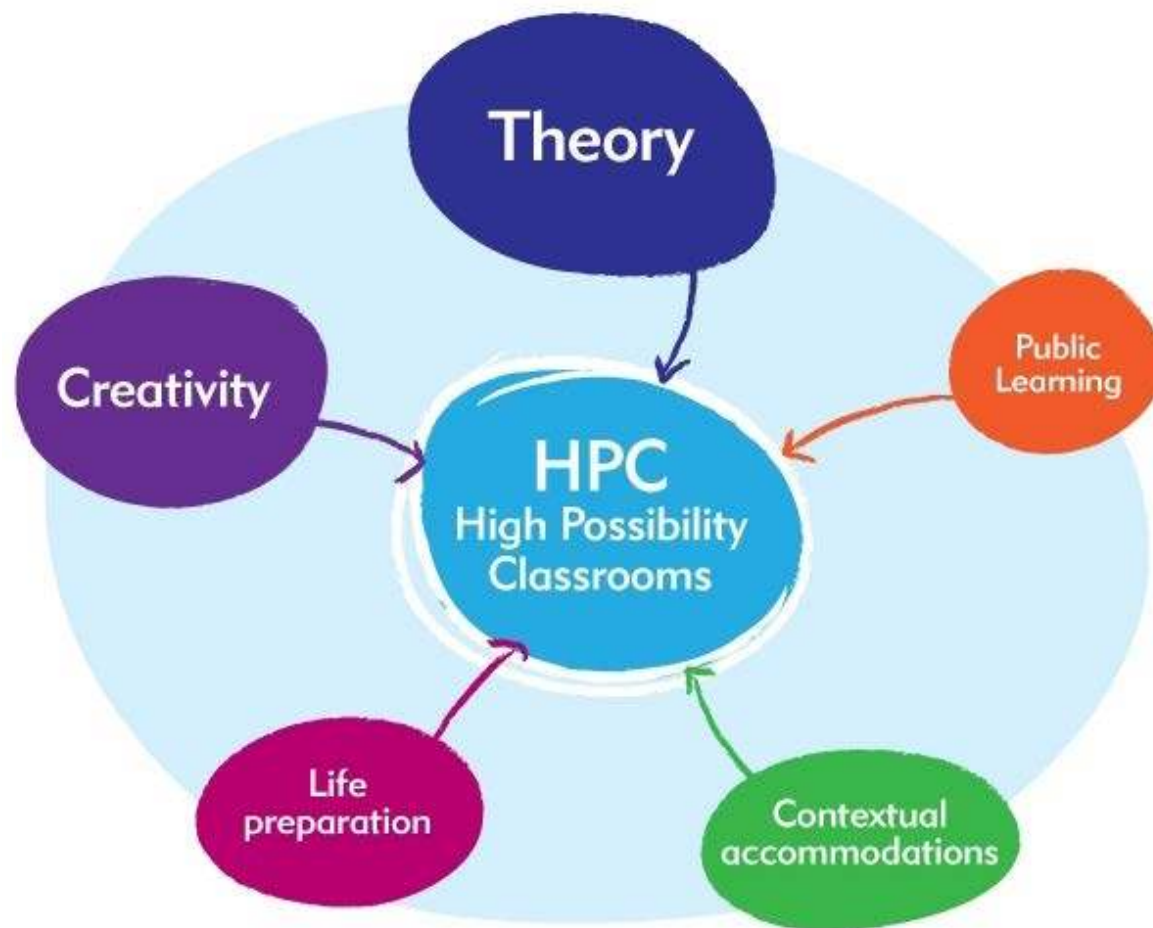 Theory
Creativity
Public
Learning
HPC
High Possibility
Classrooms
Life
preparation
Contextual
accommodations